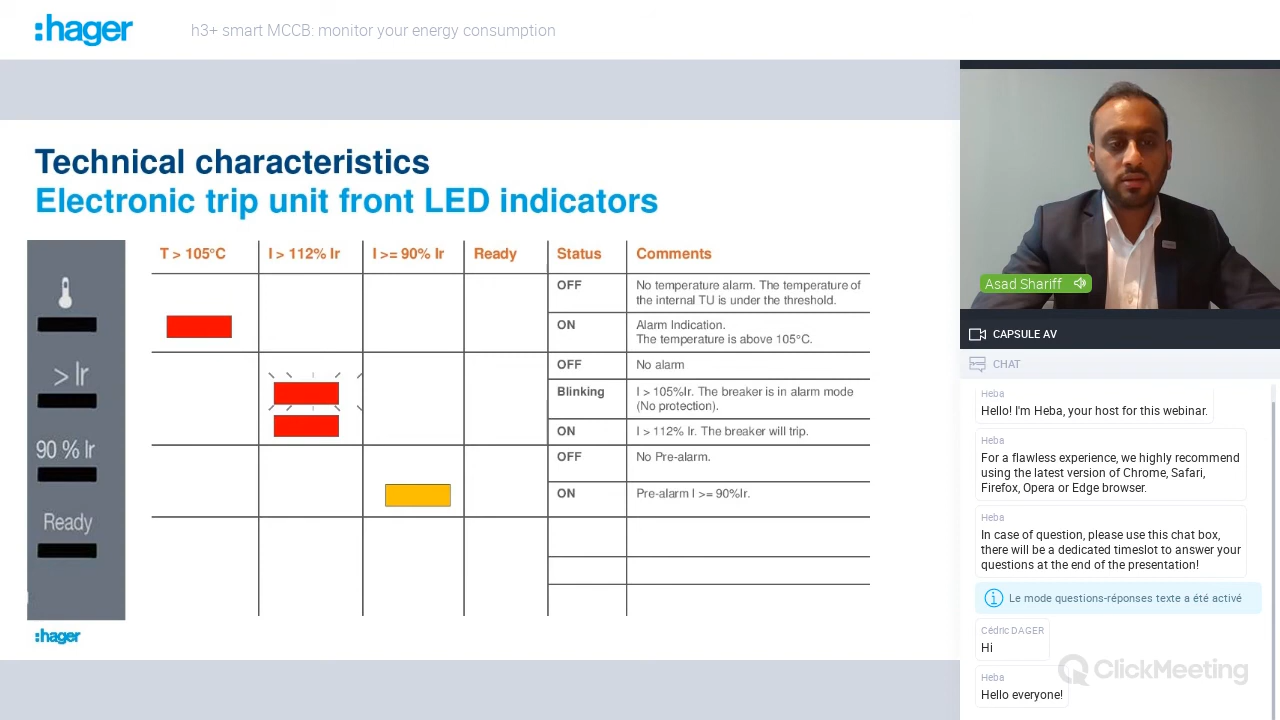 :hager
h3+ smart MCCB: monitor your energy consumption
Technical characteristics
Electronic trip unit front LED indicators
> Ir
90 % Ir
Ready
T > 105°C
I > 112% Ir
I >= 90% Ir
Ready
Status
Comments
OFF
No temperature alarm. The temperature of
the internal TU is under the threshold.
ON
Alarm Indication.
The temperature is above 105°C.
OFF
No alarm
Blinking
I > 105%Ir. The breaker is in alarm mode
(No protection).
ON
I > 112% Ir. The breaker will trip.
OFF
No Pre-alarm.
ON
Pre-alarm I >= 90%Ir.
:hager
Asad Shariff
CAPSULE AV
CHAT
Heba
Hello! I'm Heba, your host for this webinar.
Heba
For a flawless experience, we highly recommend
using the latest version of Chrome, Safari,
Firefox, Opera or Edge browser.
Heba
In case of question, please use this chat box,
there will be a dedicated timeslot to answer your
questions at the end of the presentation!
Le mode questions-réponses texte a été activé
Cédric DAGER
Hi
Heba
Hello everyone!
ClickMeeting